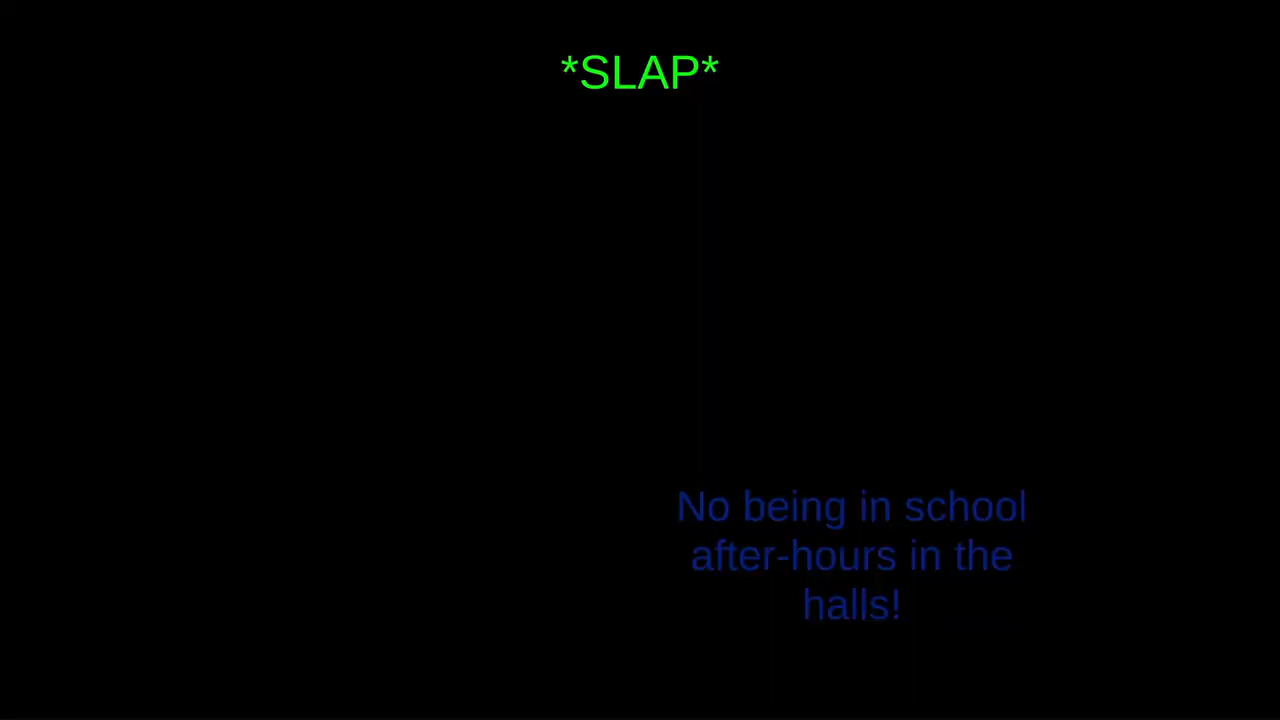 *SLAP*
No being in school
after-hours in the
halls!